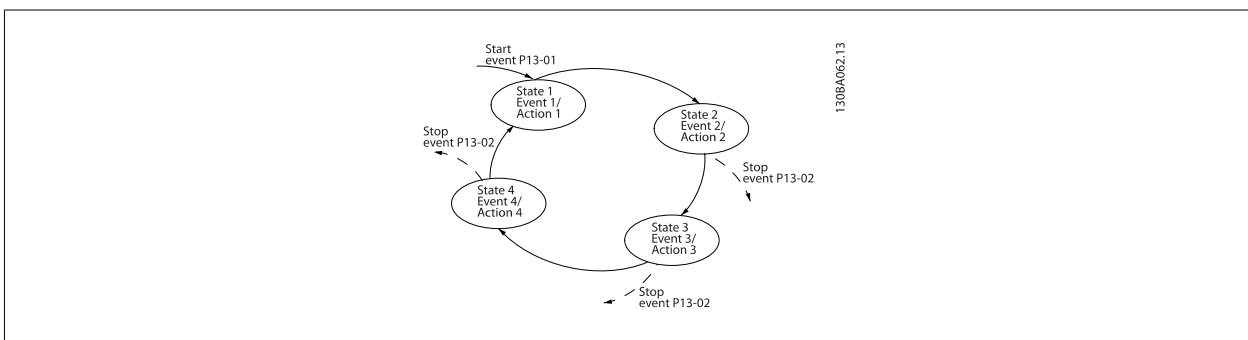 Start
event P13-01
130BA062.13
State 1
Event 1/
Action 1
State 2
Event 2/
Action 2
Stop
event P13-02
Stop
event P13-02
State 4
Event 4/
Action 4
State 3
Event 3/
Action 3
Stop
event P13-02